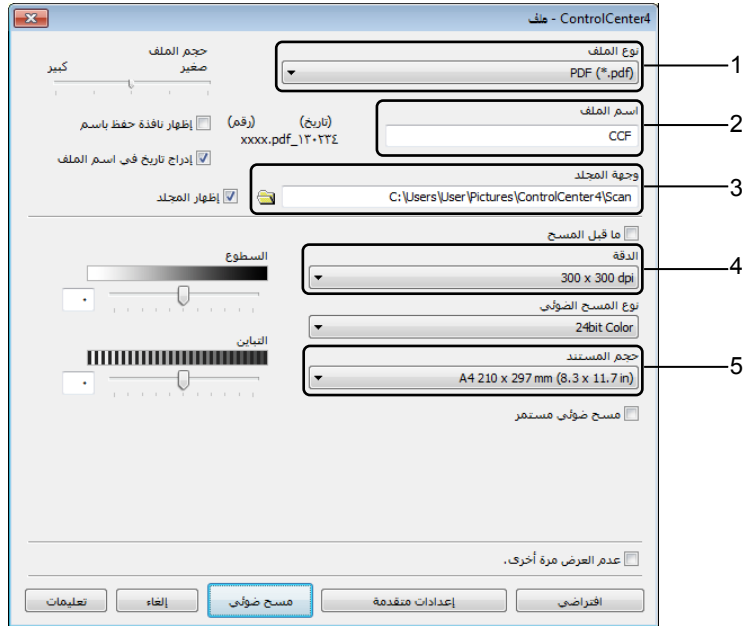 ControlCenter4 - ملف
نوع الملف
PDF (*.pdf)
1
حجم الملف
صغير
كبير
اسم الملف
CCF
2
(تاريخ) (رقم)
xxxx.pdf_١٣٠٢٣٤
إظهار نافذة حفظ باسم
إدراج تاريخ في اسم الملف
وجهة المجلد
C:\Users\User\Pictures\ControlCenter4\Scan
3
إظهار المجلد
ما قبل المسح
الدقة
300 x 300 dpi
4
نوع المسح الضوئي
24bit Color
حجم المستند
A4 210 x 297 mm (8.3 x 11.7 in)
5
مسح ضوئي مستمر
السطوع
٠
التباين
٠
عدم العرض مرة أخرى.
افتراضي
إعدادات متقدمة
مسح ضوئي
إلغاء
تعليمات